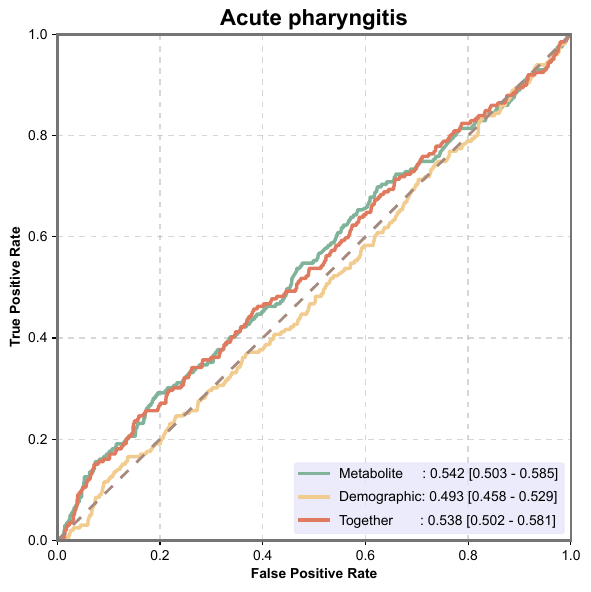 Acute pharyngitis
1.0
0.8
0.6
0.4
0.2
0.0
True Positive Rate
Metabolite : 0.542 [0.503 - 0.585]
Demographic: 0.493 [0.458 - 0.529]
Together : 0.538 [0.502 - 0.581]
0.0 0.2 0.4 0.6 0.8 1.0
False Positive Rate